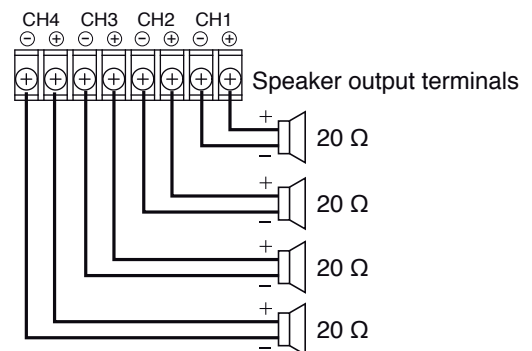 CH4 CH3 CH2 CH1
⊖ ⊕ ⊖ ⊕ ⊖ ⊕ ⊖ ⊕
Speaker output terminals
+
− 20 Ω
+
− 20 Ω
+
− 20 Ω
+
− 20 Ω